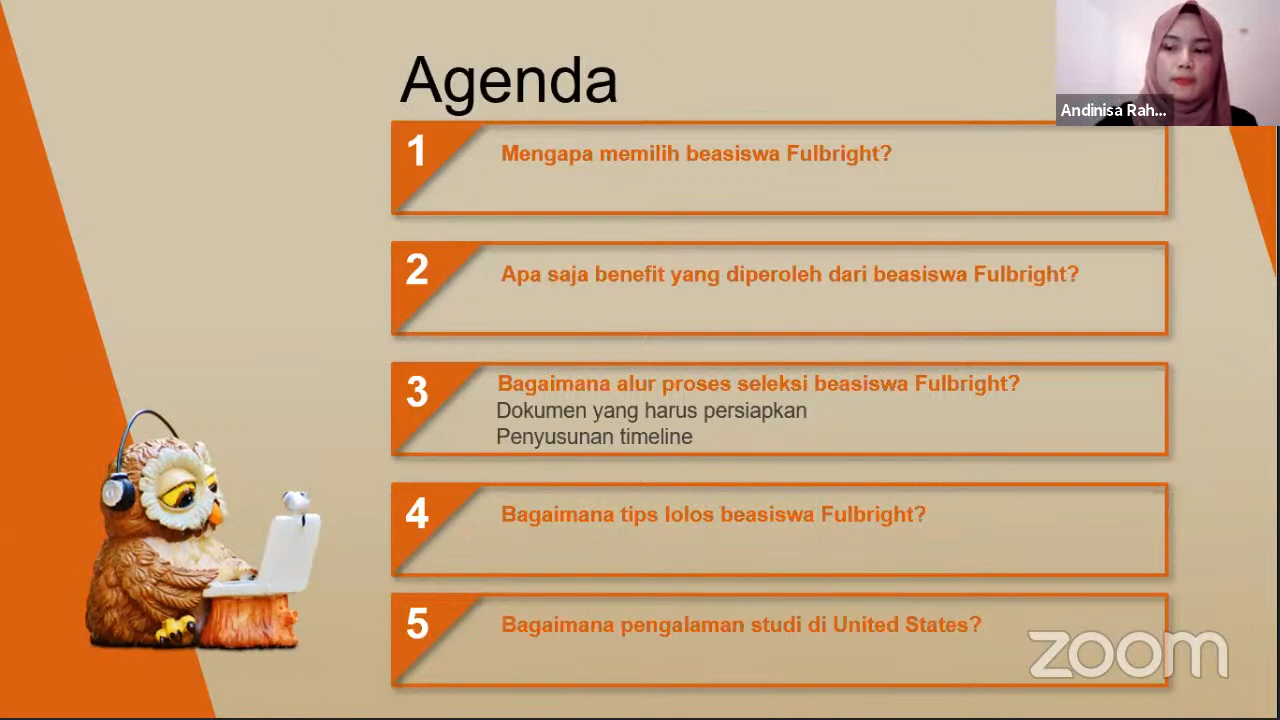 Agenda
Andinisa Rah...
1
Mengapa memilih beasiswa Fulbright?
2
Apa saja benefit yang diperoleh dari beasiswa Fulbright?
3
Bagaimana alur proses seleksi beasiswa Fulbright?
Dokumen yang harus persiapkan
Penyusunan timeline
4
Bagaimana tips lolos beasiswa Fulbright?
5
Bagaimana pengalaman studi di United States?
zoom